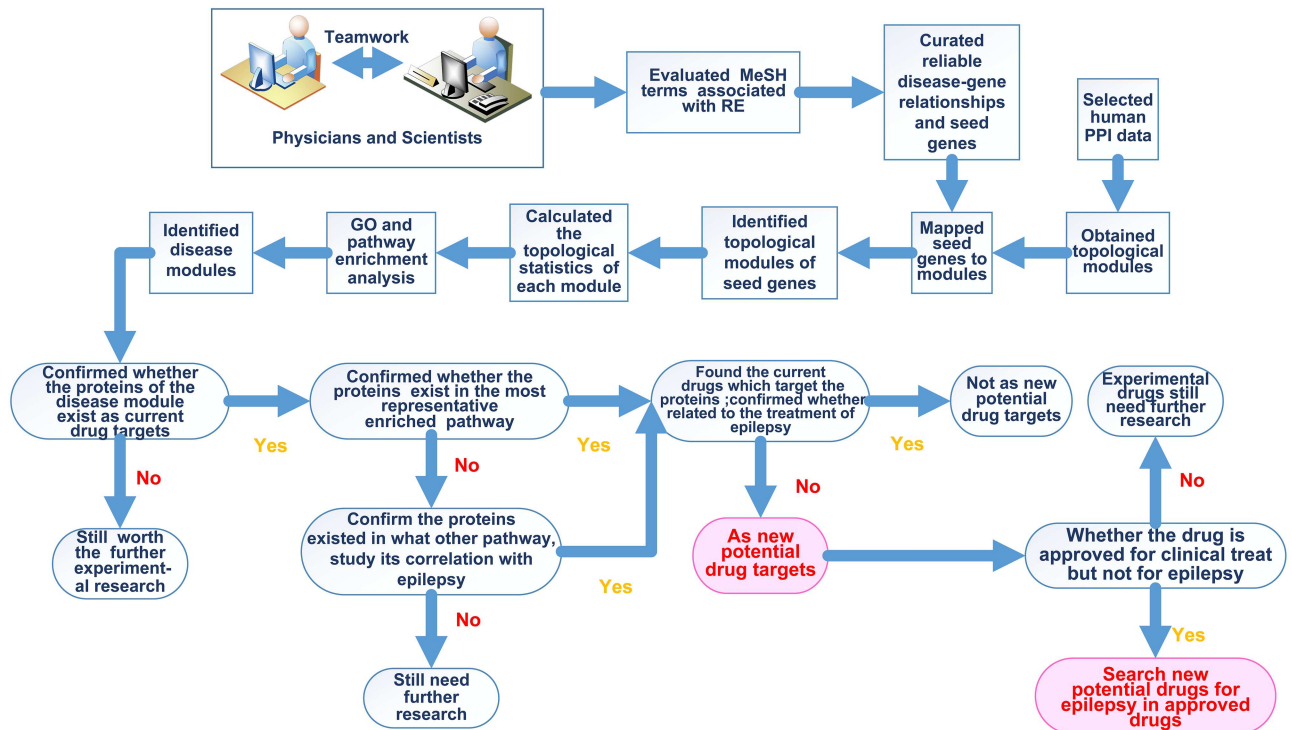 Teamwork
Physicians and Scientists
Evaluated MeSH
terms associated
with RE
Curated
reliable
disease-gene
relationships
and seed
genes
Selected
human
PPI data
Identified
disease
modules
GO and
pathway
enrichment
analysis
Calculated
the
topological
statistics of
each module
Identified
topological
modules of
seed genes
Mapped
seed
genes to
modules
Obtained
topological
modules
Confirmed whether
the proteins of the
disease module
exist as current
drug targets
Yes
Confirmed whether the
proteins exist in the most
representative
enriched pathway
Yes
Found the current
drugs which target the
proteins ;confirmed whether
related to the treatment of
epilepsy
Yes
Not as new
potential
drug targets
Experimental
drugs still
need further
research
No
No
No
No
Still worth
the further
experiment-
al research
Confirm the proteins
existed in what other pathway,
study its correlation with
epilepsy
Yes
As new
potential
drug targets
Whether the drug is
approved for clinical treat
but not for epilepsy
No
Yes
Still need
further
research
Search new
potential drugs for
epilepsy in approved
drugs